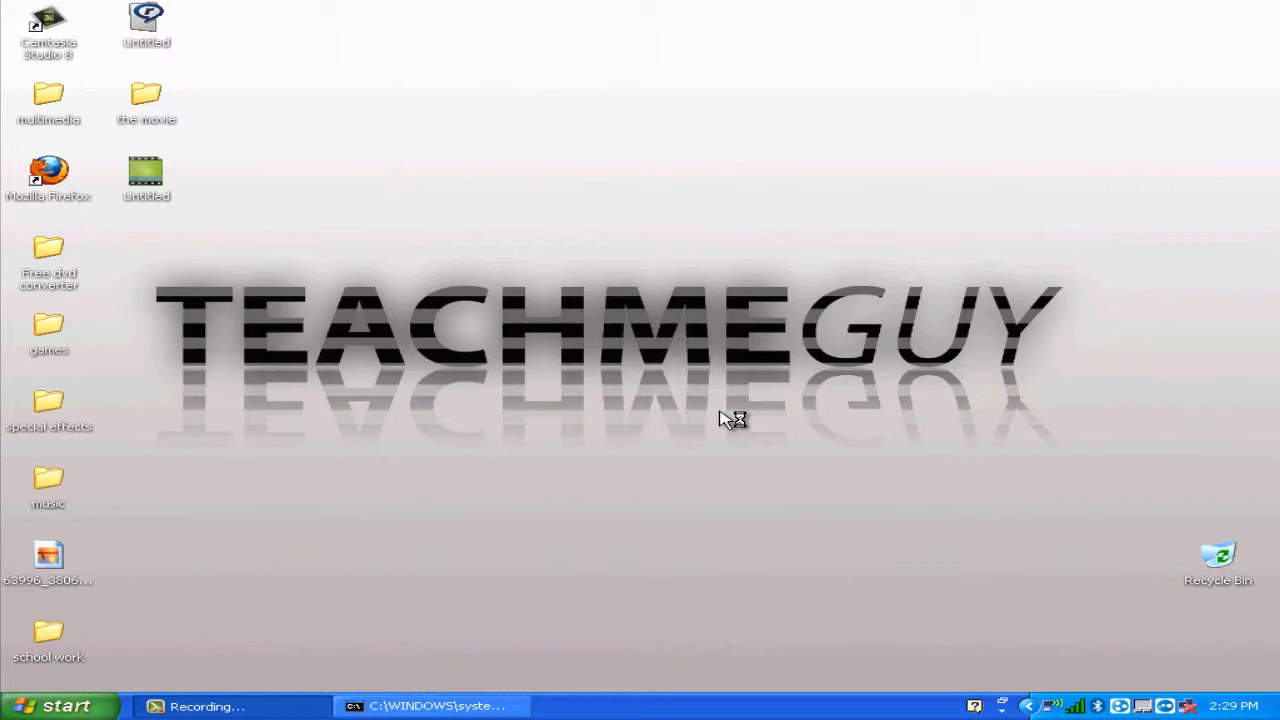 Camtasia
Studio 8
Untitled
multimedia
the movie
Mozilla Firefox
Untitled
Free dvd
converter
games
special effects
music
63996_3806...
school work
TEACHMEGUY
Recycle Bin
start
Recording...
C:\WINDOWS\syste...
2:29 PM